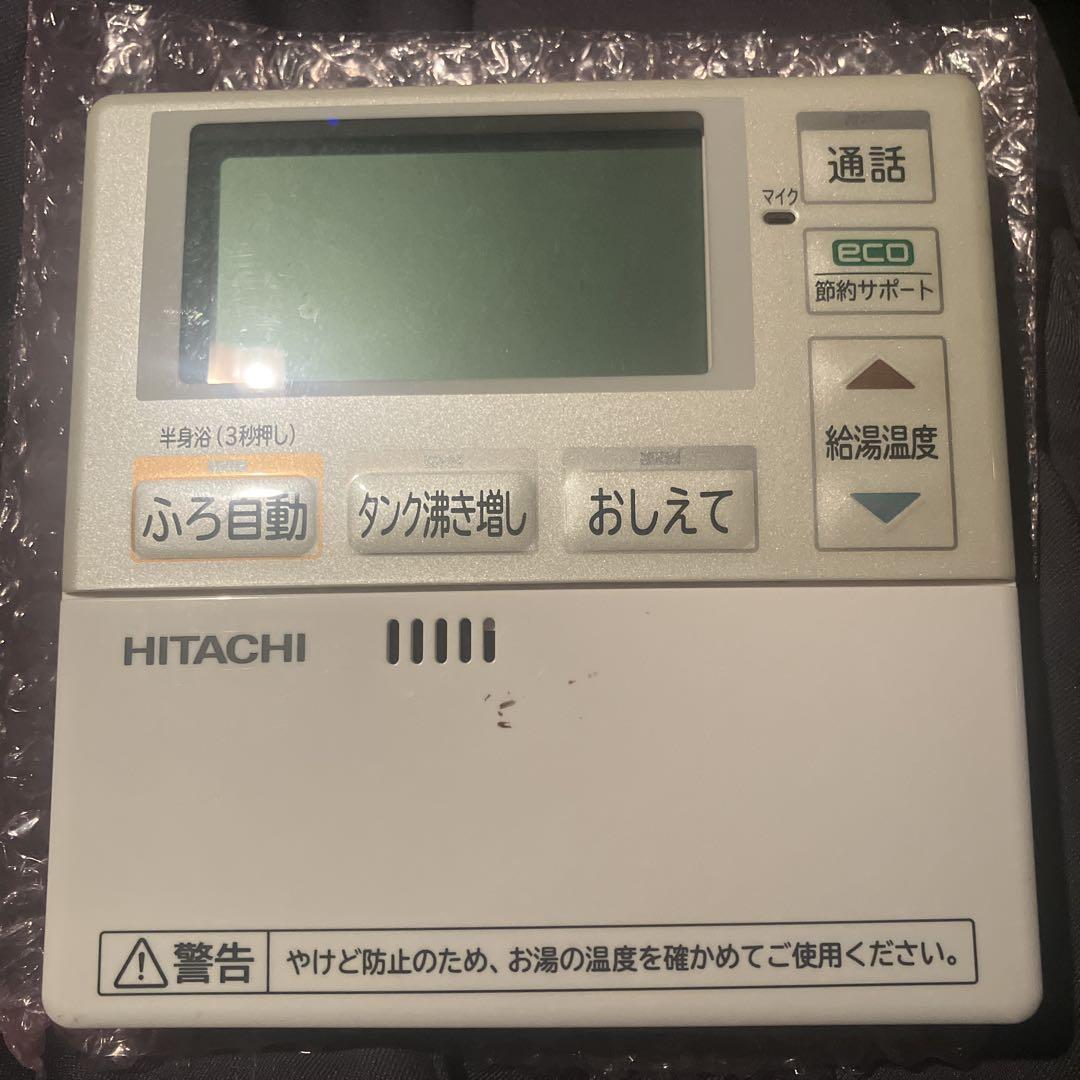 通話
マイク
eco
節約サポート
給湯温度
半身浴(3秒押し)
ふろ自動
タンク沸き増し
おしえて
HITACHI
警告
やけど防止のため、お湯の温度を確かめてご使用ください。